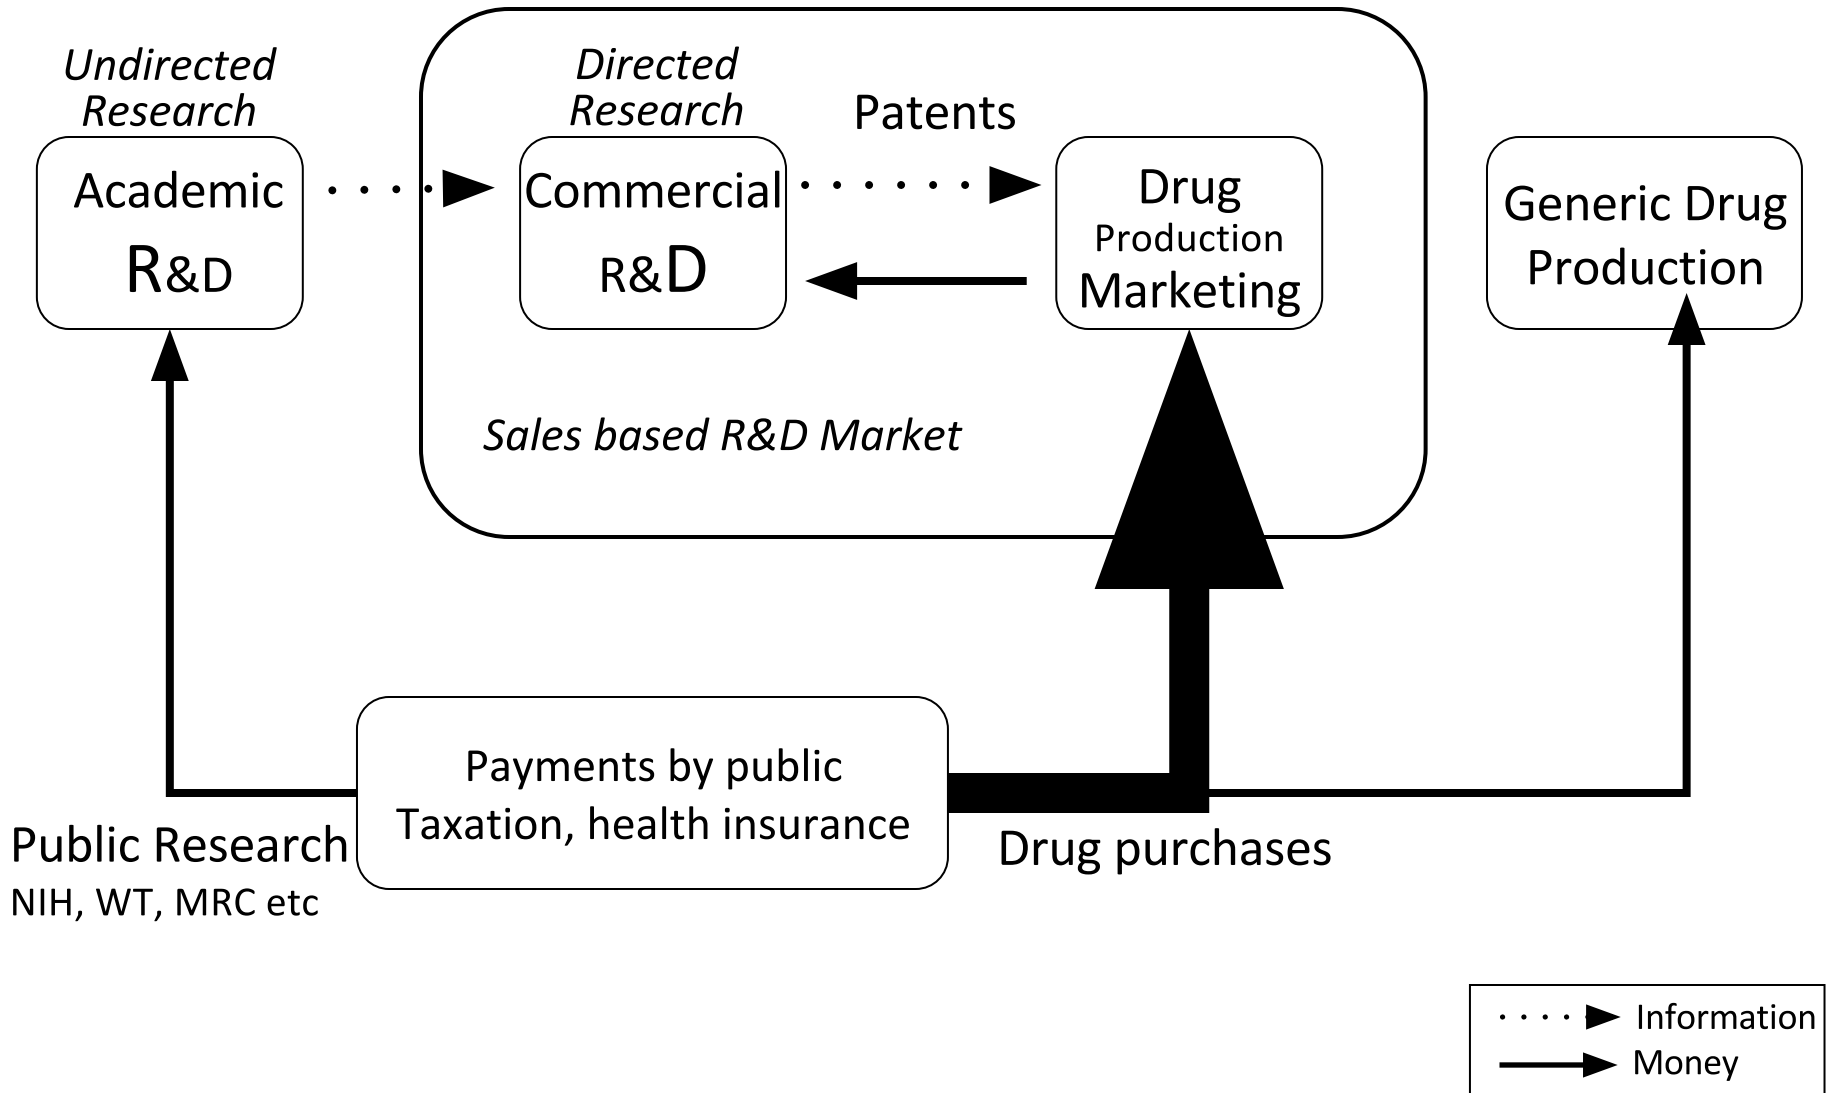 Undirected
Research
Academic
R&D
Directed
Research
Commercial
R&D
Patents
Drug
Production
Marketing
Generic Drug
Production
Sales based R&D Market
Payments by public
Taxation, health insurance
Public Research
NIH, WT, MRC etc
Drug purchases
Information
Money